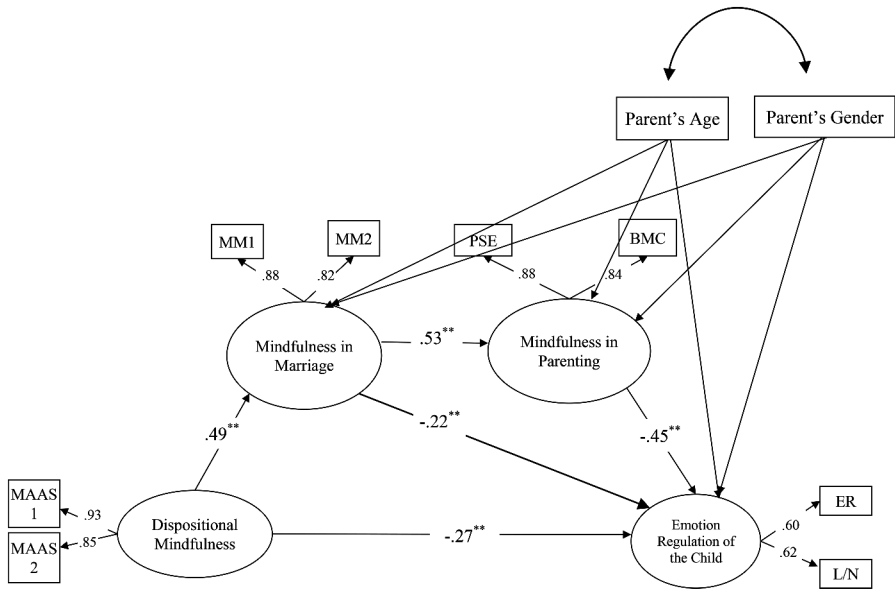 Parent's Age
Parent's Gender
MM1
MM2
PSE
BMC
.88
.82
.88
.84
Mindfulness in
Marriage
.53**
Mindfulness in
Parenting
.49**
-.22**
-.45**
MAAS
1
.93
MAAS
2
.85
Dispositional
Mindfulness
-.27**
Emotion
Regulation of
the Child
.60
ER
.62
L/N